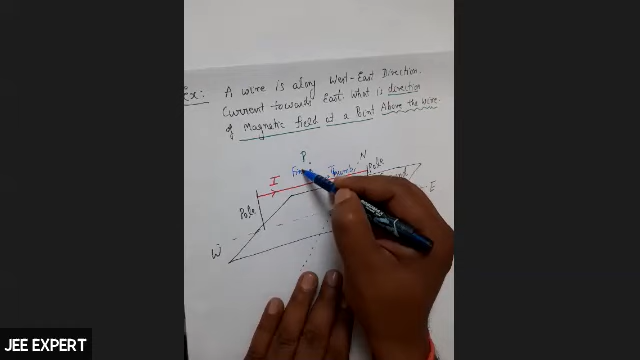 Ex:
A wire is along West-East Direction.
Current towards East. What is direction
of Magnetic field at a Point Above the wire.
P.
N
Thumb
Pole
I
Pole
E
W
JEE EXPERT